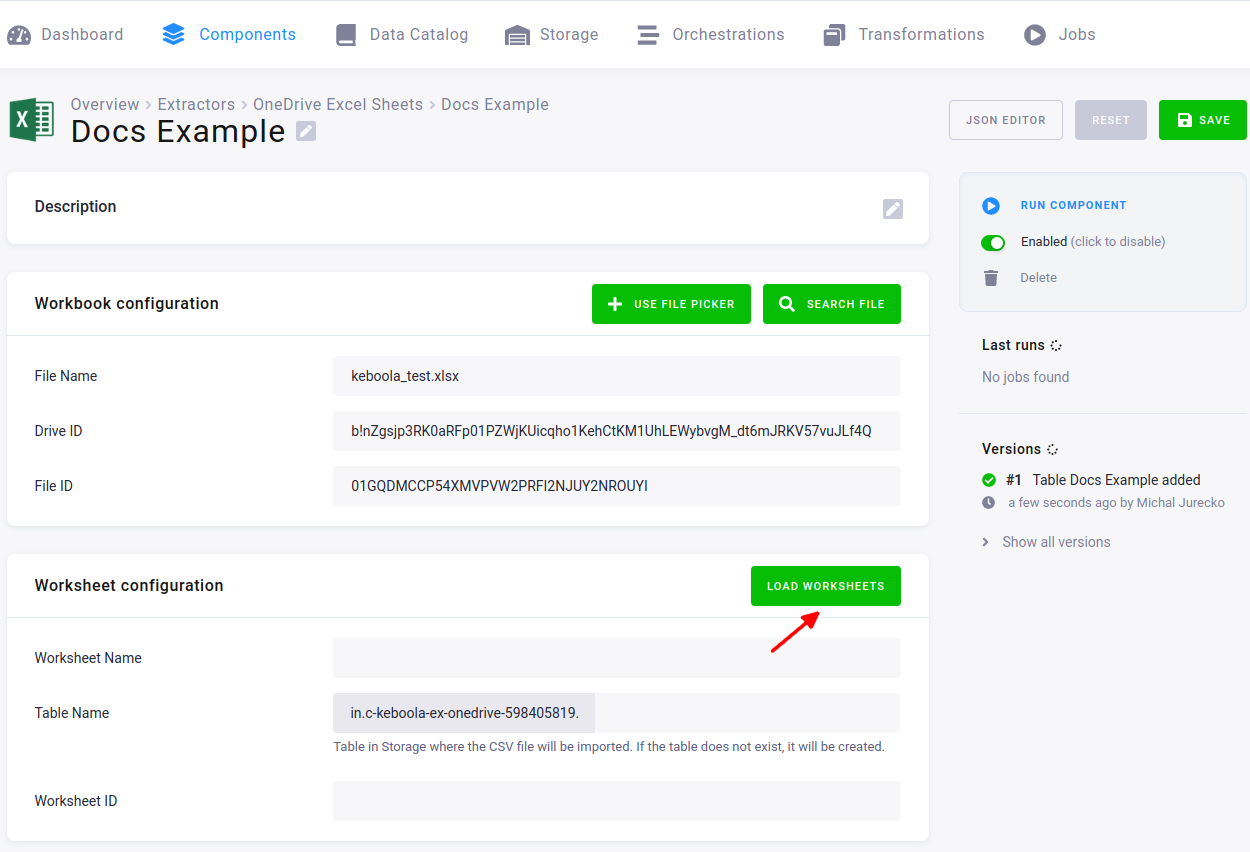 Dashboard Components Data Catalog Storage Orchestrations Transformations Jobs
Overview > Extractors > OneDrive Excel Sheets > Docs Example
Docs Example
JSON EDITOR RESET SAVE
Description
RUN COMPONENT
Enabled (click to disable)
Delete
Workbook configuration USE FILE PICKER SEARCH FILE
File Name keboola_test.xlsx
Drive ID b!nZgsjp3RK0aRFp01PZWjKUicqho1KehCtKM1UhLEWybvgM_dt6mJRKV57vuJLf4Q
File ID 01GQDMCCP54XMVPVW2PRFI2NJUY2NROUYI
Last runs
No jobs found
Versions
#1 Table Docs Example added
a few seconds ago by Michal Jurecko
Show all versions
Worksheet configuration LOAD WORKSHEETS
Worksheet Name
Table Name in.c-keboola-ex-onedrive-598405819.
Table in Storage where the CSV file will be imported. If the table does not exist, it will be created.
Worksheet ID